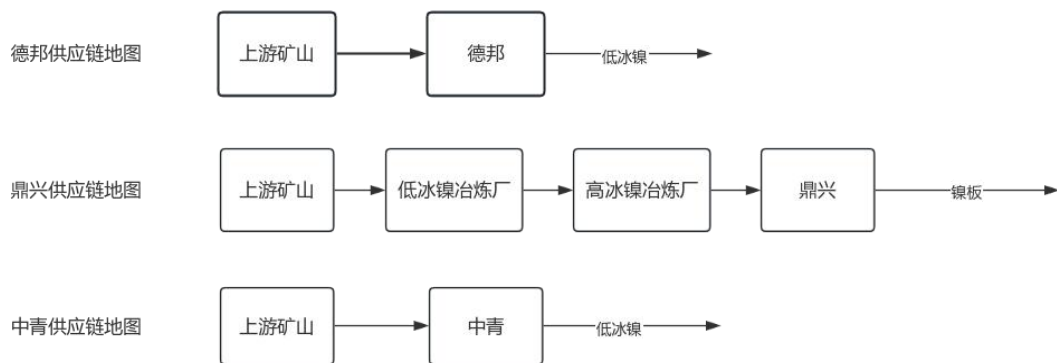 德邦供应链地图
上游矿山
德邦
低冰镍
鼎兴供应链地图
上游矿山
低冰镍冶炼厂
高冰镍冶炼厂
鼎兴
镍板
中青供应链地图
上游矿山
中青
低冰镍